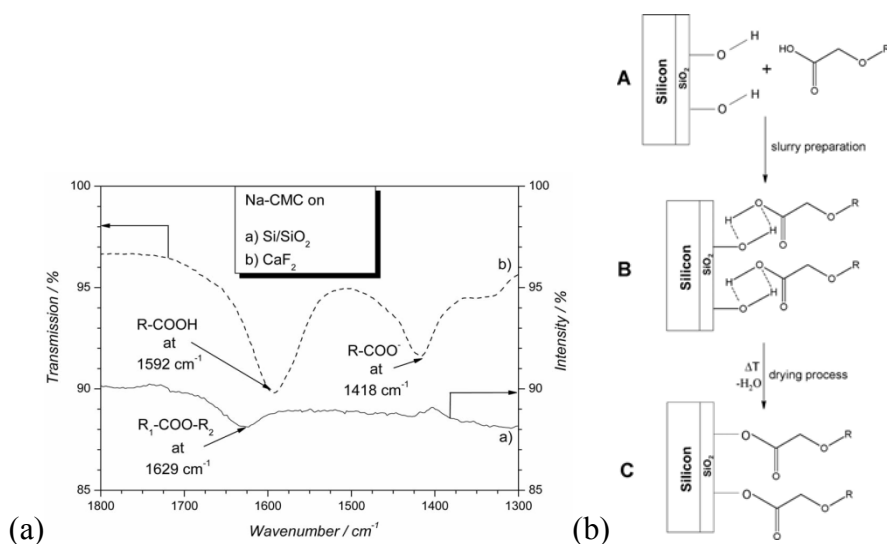 100
95
90
85
Transmission / %
100
95
90
85
Intensity / %
Na-CMC on
a) Si/SiO2
b) CaF2
b)
R-COOH
at
1592 cm-1
R-COO-
at
1418 cm-1
R1-COO-R2
at
1629 cm-1
a)
1800 1700 1600 1500 1400 1300
Wavenumber / cm-1
(a)
A
Silicon
SiO2
O H
O H
+
HO O O R
slurry preparation
B
Silicon
SiO2
H O H O O R
O
H O H O O R
O
ΔT
-H2O
drying process
C
Silicon
SiO2
O O O R
O O O R
(b)